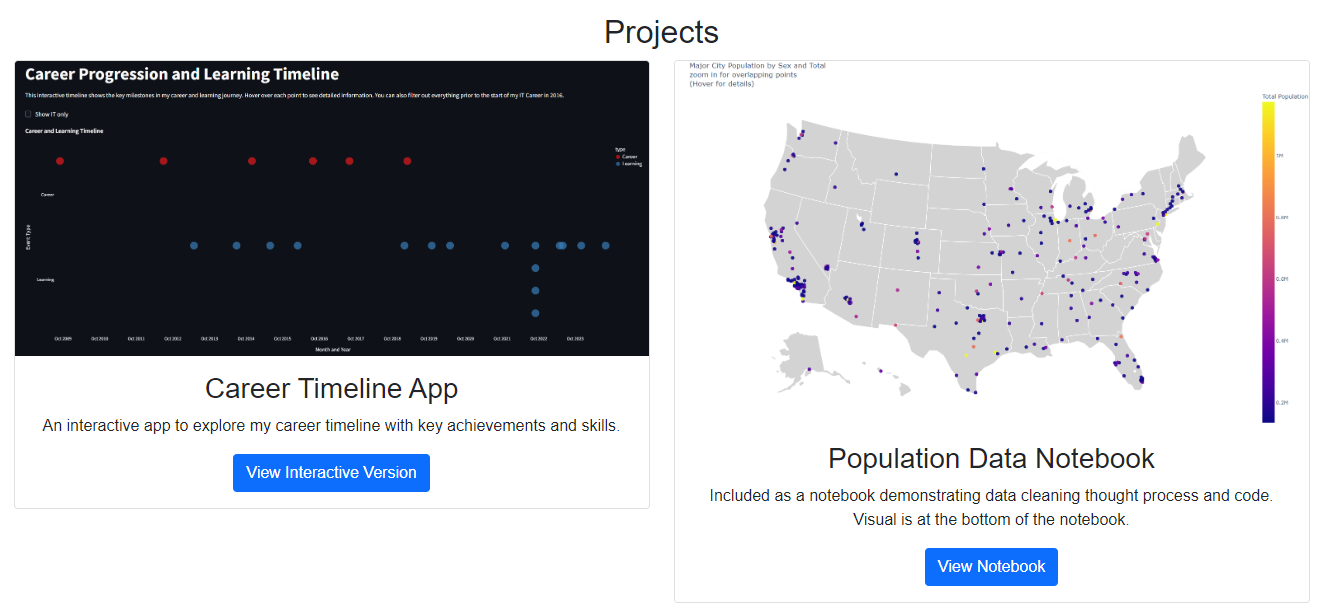 Projects
Career Progression and Learning Timeline
This interactive timeline shows the key milestones in my career and learning journey. Hover over each point to see detailed information. You can also filter out everything prior to the start of my IT Career in 2016.
Show IT only
Career and Learning Timeline
Type
Career
Learning
Career
Event Type
Learning
Oct 2009 Oct 2010 Oct 2011 Oct 2012 Oct 2013 Oct 2014 Oct 2015 Oct 2016 Oct 2017 Oct 2018 Oct 2019 Oct 2020 Oct 2021 Oct 2022 Oct 2023
Month and Year
Career Timeline App
An interactive app to explore my career timeline with key achievements and skills.
View Interactive Version
Major City Population by Sex and Total
zoom in for overlapping points
(Hover for details)
Total Population
1M
0.8M
0.6M
0.4M
0.2M
Population Data Notebook
Included as a notebook demonstrating data cleaning thought process and code.
Visual is at the bottom of the notebook.
View Notebook